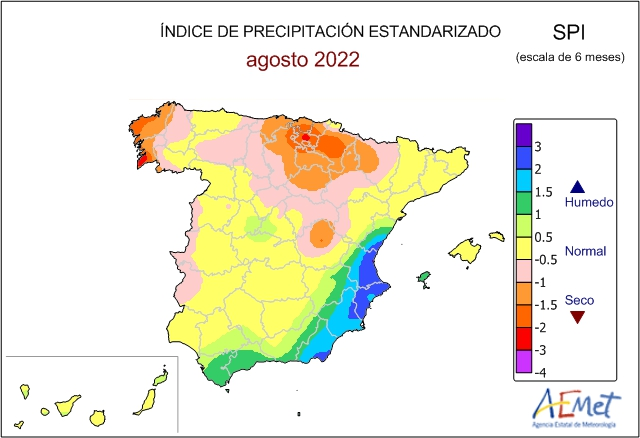 ÍNDICE DE PRECIPITACIÓN ESTANDARIZADO
SPI
agosto 2022
(escala de 6 meses)
3
2
1.5
Humedo
1
0.5
Normal
-0.5
-1
Seco
-1.5
-2
-3
-4
AEMet
Agencia Estatal de Meteorología